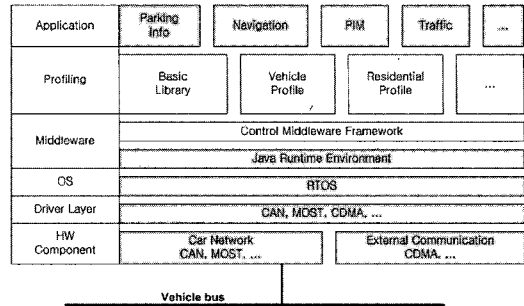 Application
Parking
Info
Navigation
PIM
Traffic
...
Profiling
Basic
Library
Vehicle
Profile
Residential
Profile
...
Middleware
Control Middleware Framework
Java Runtime Environment
OS
RTOS
Driver Layer
CAN, MOST, CDMA, ...
HW
Component
Car Network
CAN, MOST, ...
External Communication
CDMA, ...
Vehicle bus